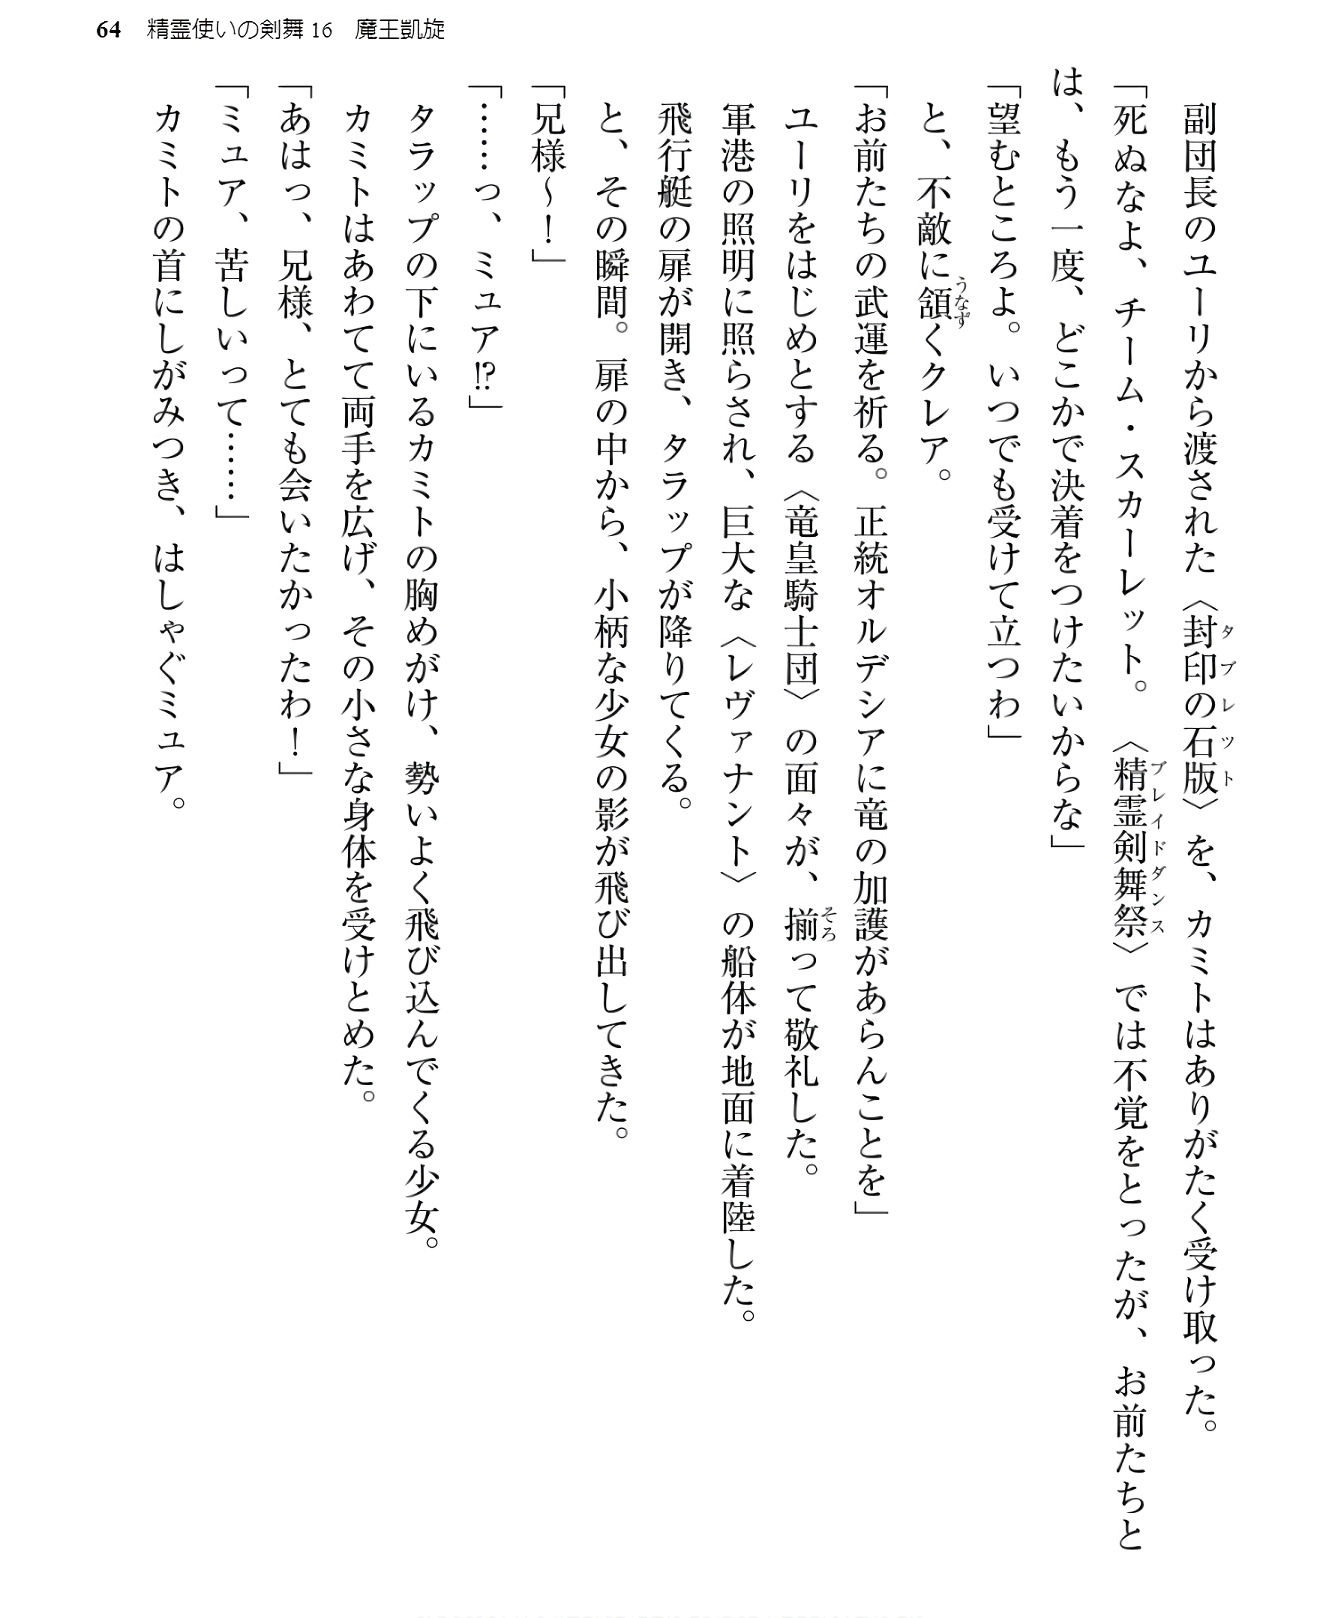 64 精霊使いの剣舞16 魔王凱旋
副団長のユーリから渡された〈封印の石版〉を、カミトはありがたく受け取った。
タブレット
「死ぬなよ、チーム・スカーレット。〈精霊剣舞祭〉では不覚をとったが、お前たちと
ブレイドダンス
は、もう一度、どこかで決着をつけたいからな」
「望むところよ。いつでも受けて立つわ」
と、不敵に頷くクレア。
うなず
「お前たちの武運を祈る。正統オルデシアに竜の加護があらんことを」
ユーリをはじめとする〈竜皇騎士団〉の面々が、揃って敬礼した。
そろ
軍港の照明に照らされ、巨大な〈レヴァナント〉の船体が地面に着陸した。
飛行艇の扉が開き、タラップが降りてくる。
と、その瞬間。扉の中から、小柄な少女の影が飛び出してきた。
「兄様～！」
「……っ、ミュア!?」
タラップの下にいるカミトの胸めがけ、勢いよく飛び込んでくる少女。
カミトはあわてて両手を広げ、その小さな身体を受けとめた。
「あはっ、兄様、とても会いたかったわ！」
「ミュア、苦しいって……」
カミトの首にしがみつき、はしゃぐミュア。